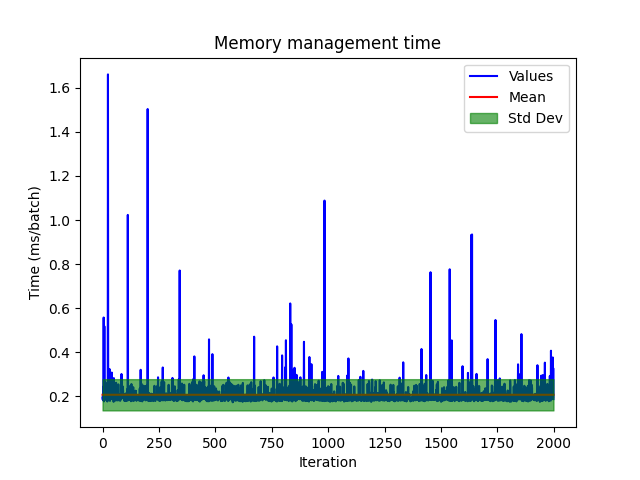 Memory management time
Values
Mean
Std Dev
Time (ms/batch)
1.6
1.4
1.2
1.0
0.8
0.6
0.4
0.2
0 250 500 750 1000 1250 1500 1750 2000
Iteration